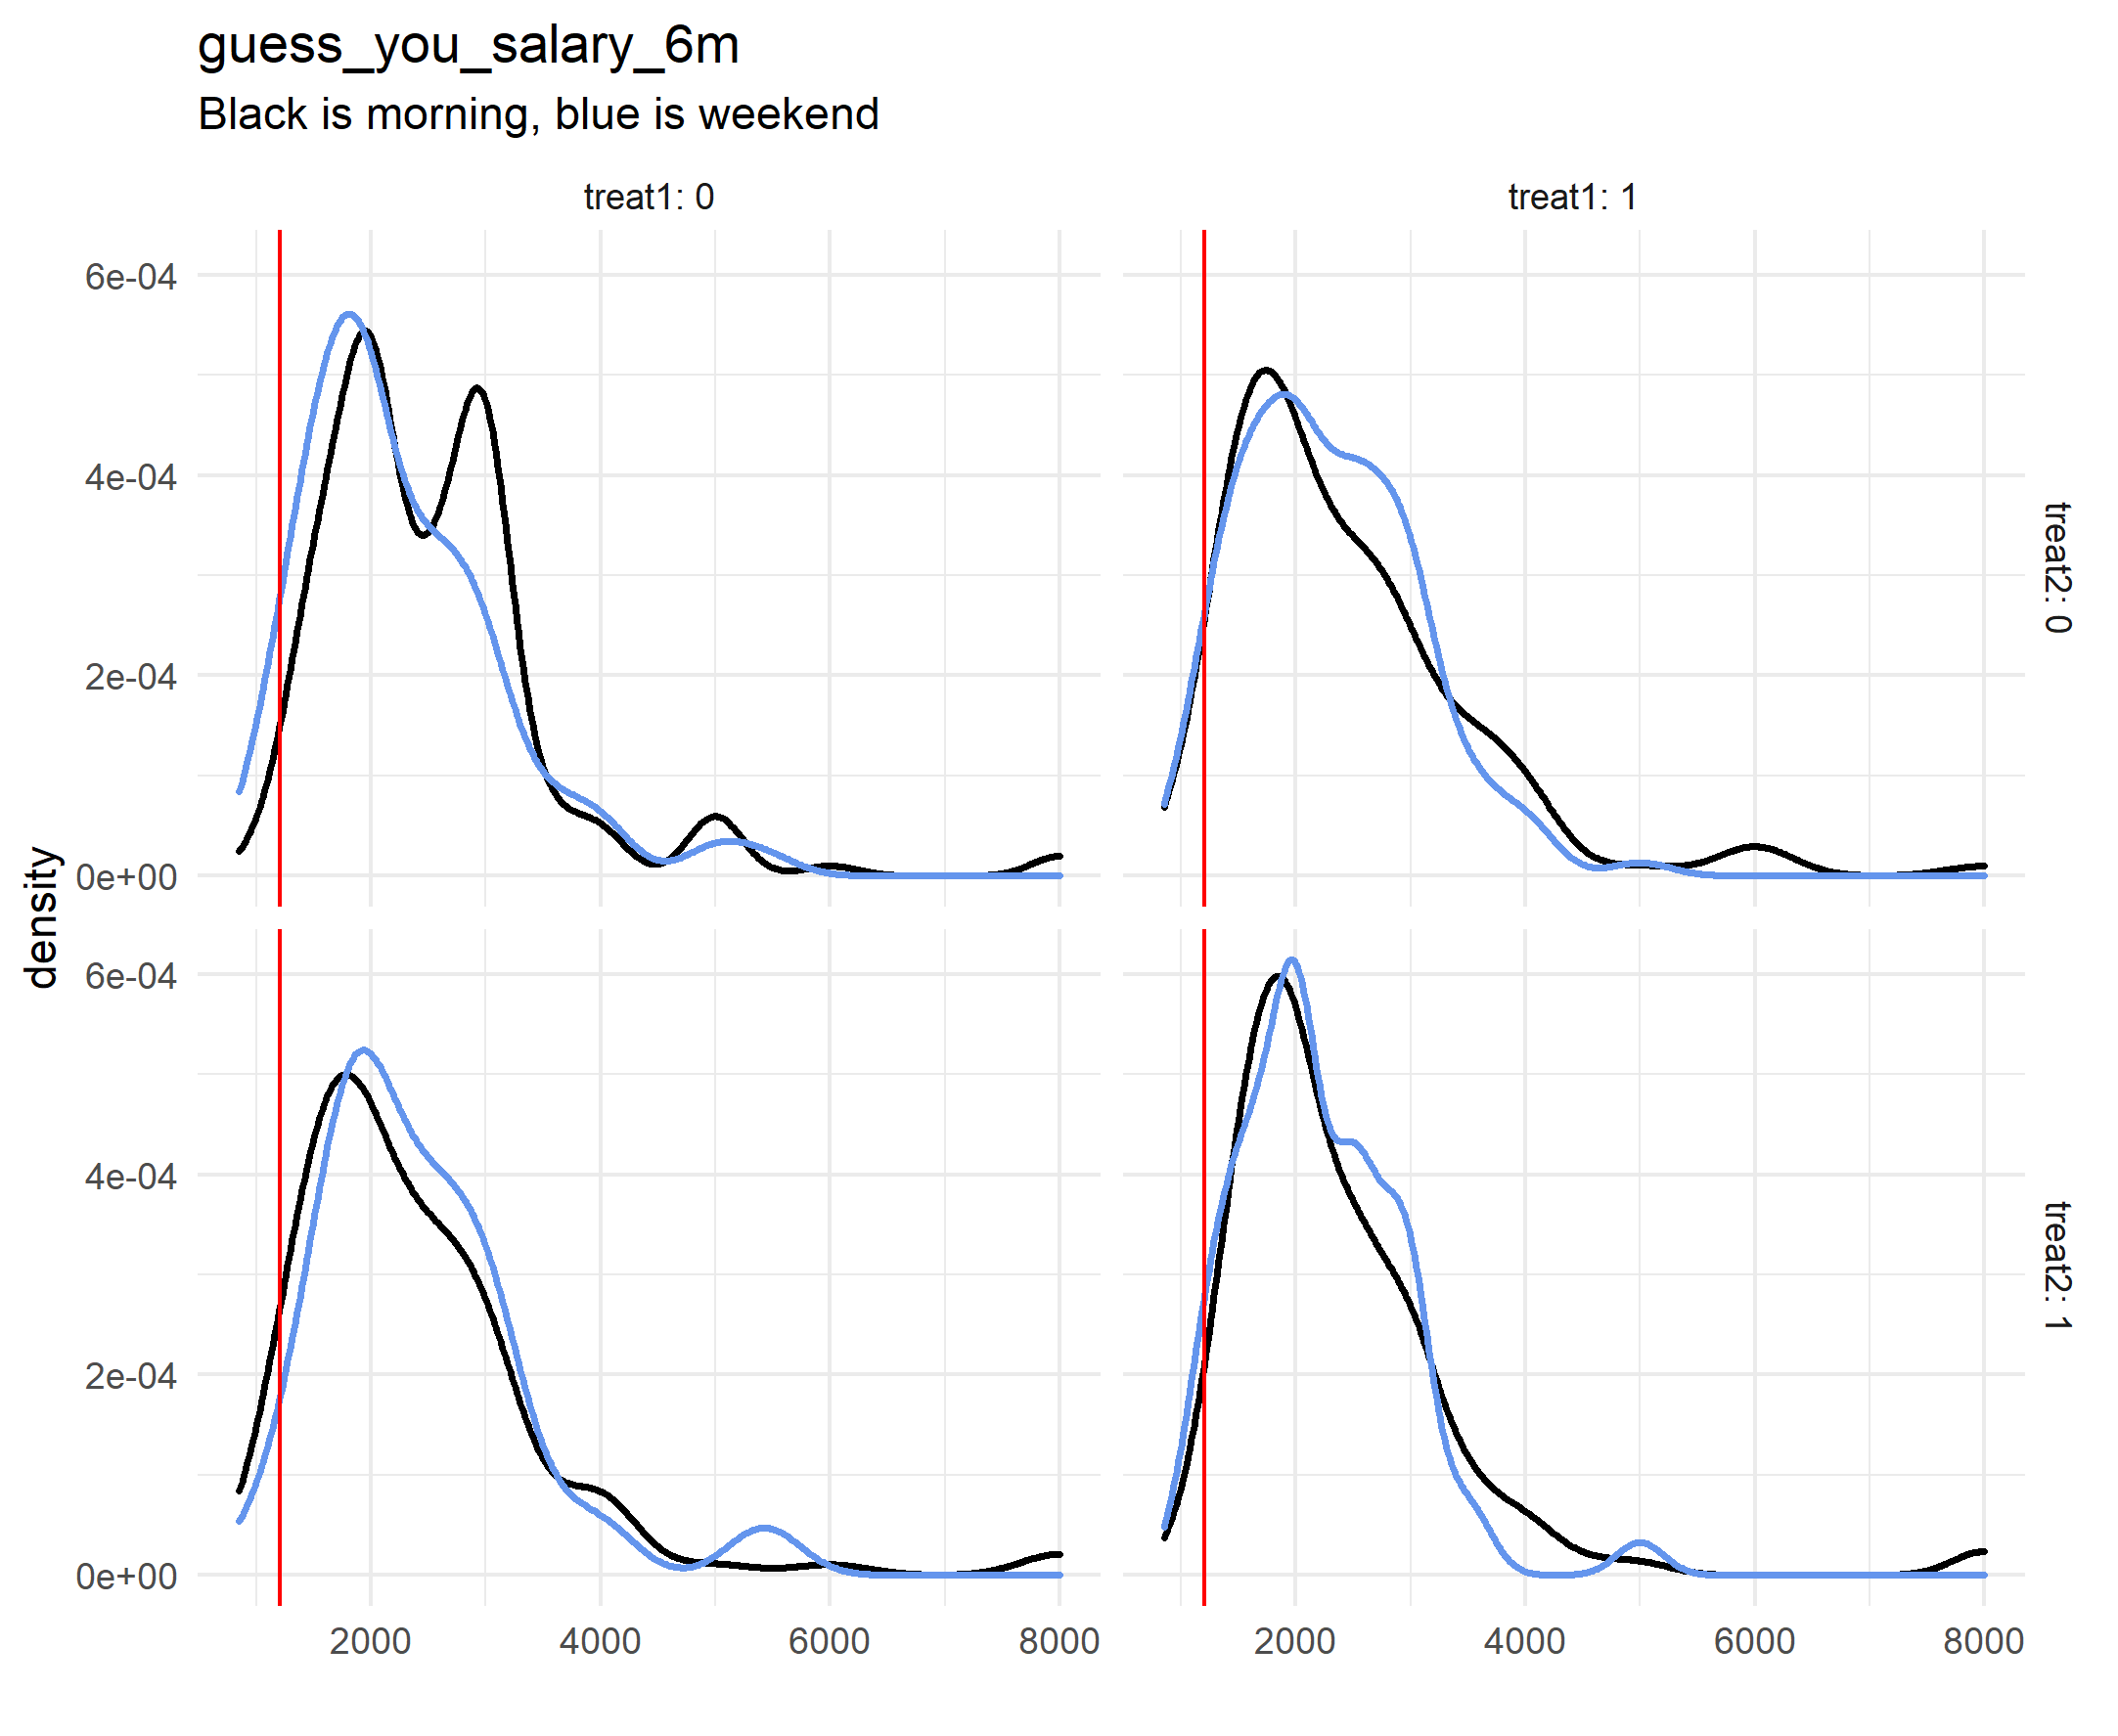 guess_you_salary_6m
Black is morning, blue is weekend
treat1: 0
treat1: 1
6e-04
4e-04
2e-04
0e+00
treat2: 0
density
6e-04
4e-04
2e-04
0e+00
treat2: 1
2000
4000
6000
8000
2000
4000
6000
8000